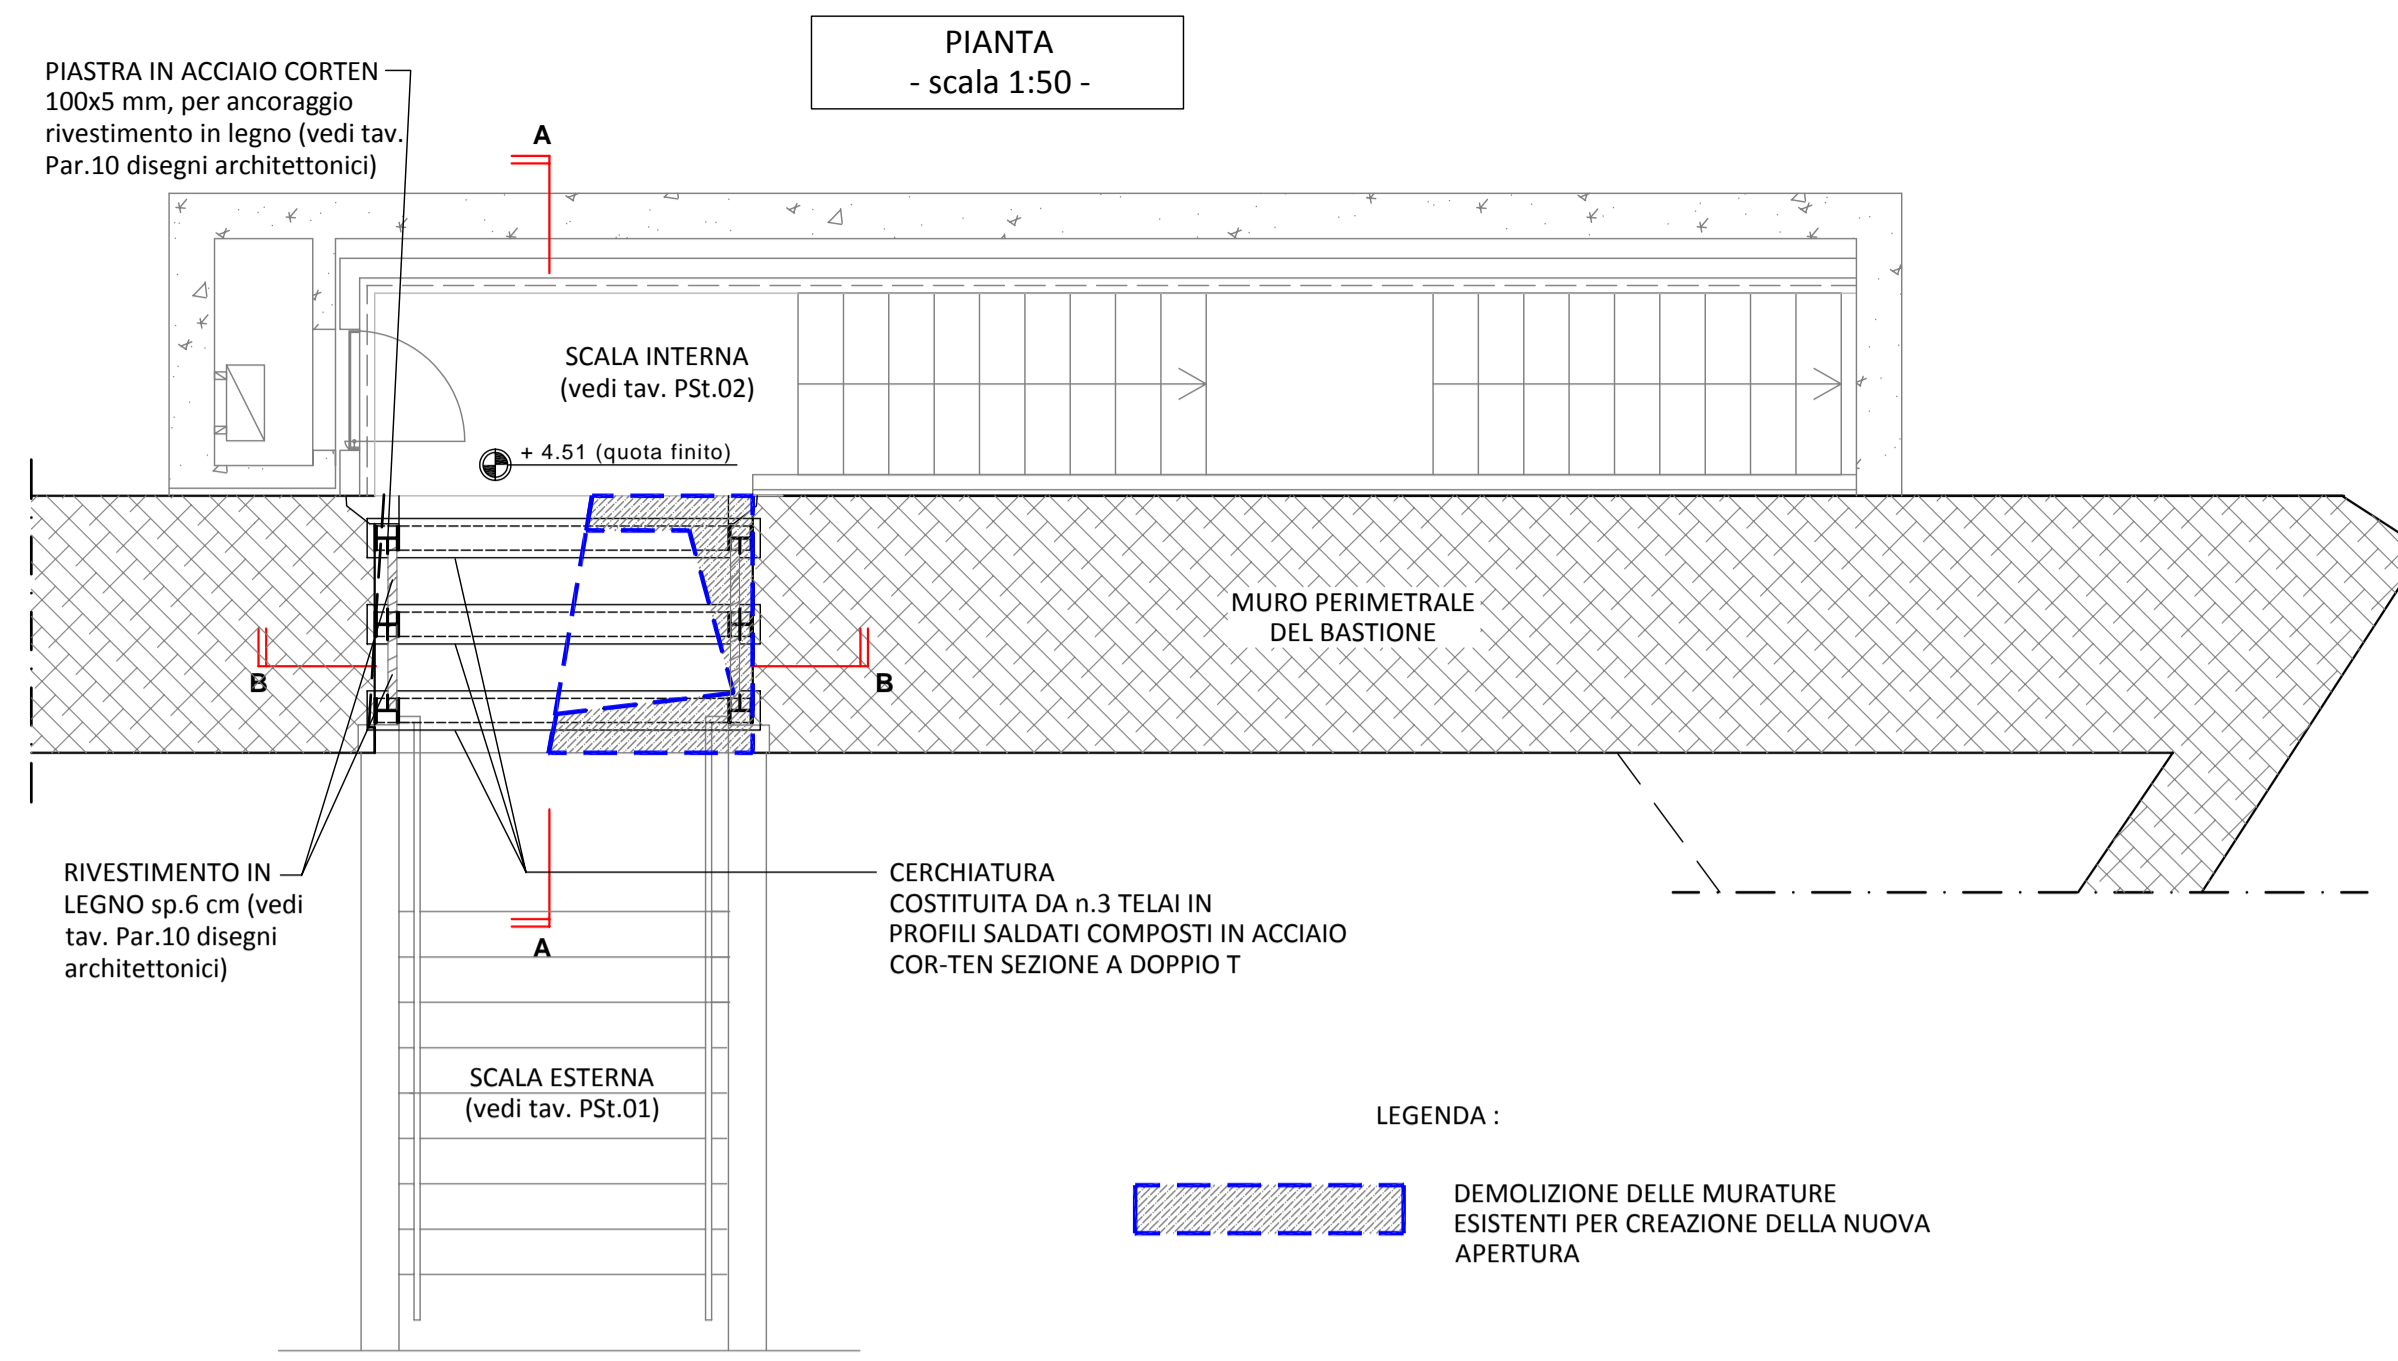 PIANTA
- scala 1:50 -
PIASTRA IN ACCIAIO CORTEN
100x5 mm, per ancoraggio
rivestimento in legno (vedi tav.
Par.10 disegni architettonici)
A
SCALA INTERNA
(vedi tav. PSt.02)
+ 4.51 (quota finito)
MURO PERIMETRALE
DEL BASTIONE
B
B
RIVESTIMENTO IN
LEGNO sp.6 cm (vedi
tav. Par.10 disegni
architettonici)
A
CERCHIATURA
COSTITUITA DA n.3 TELAI IN
PROFILI SALDATI COMPOSTI IN ACCIAIO
COR-TEN SEZIONE A DOPPIO T
SCALA ESTERNA
(vedi tav. PSt.01)
LEGENDA :
DEMOLIZIONE DELLE MURATURE
ESISTENTI PER CREAZIONE DELLA NUOVA
APERTURA